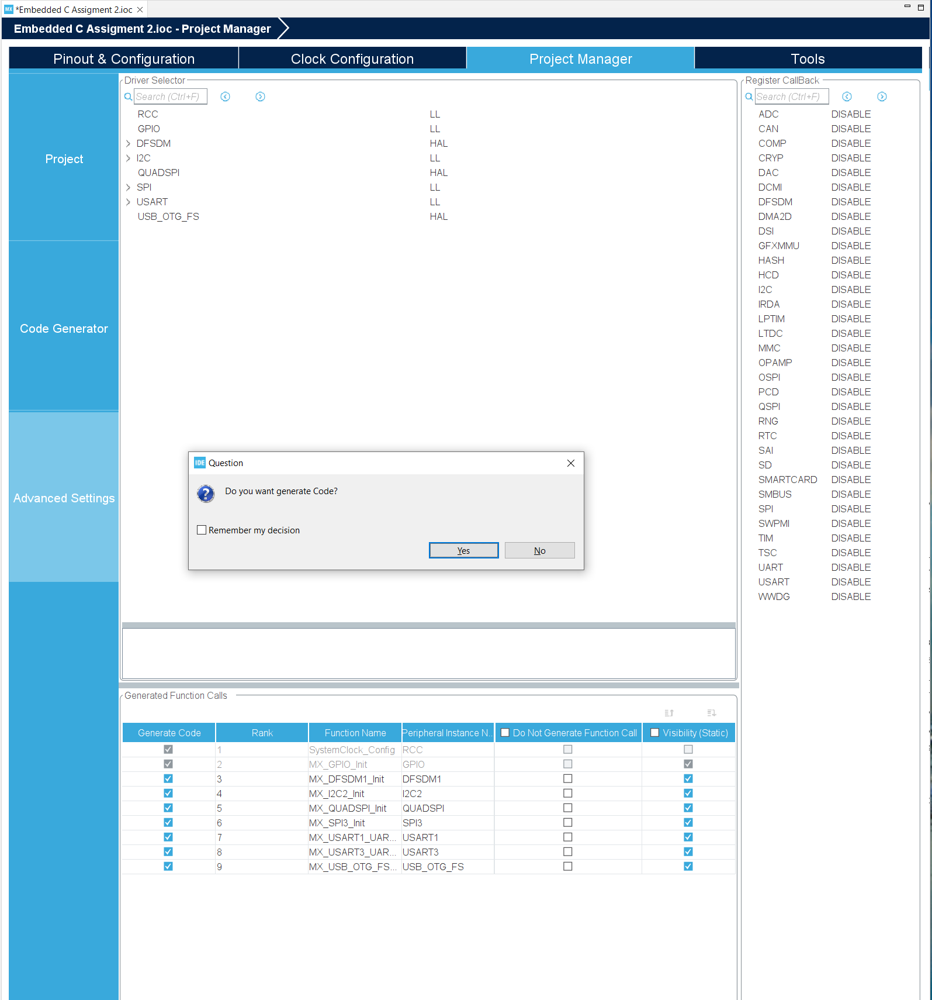 MX *Embedded C Assigment 2.ioc
Embedded C Assigment 2.ioc - Project Manager
Pinout & Configuration
Clock Configuration
Project Manager
Tools
Project
Code Generator
Advanced Settings
Driver Selector
Search (Ctrl+F)
RCC LL
GPIO LL
DFSDM HAL
I2C LL
QUADSPI HAL
SPI LL
USART LL
USB_OTG_FS HAL
Register CallBack
Search (Ctrl+F)
ADC DISABLE
CAN DISABLE
COMP DISABLE
CRYP DISABLE
DAC DISABLE
DCMI DISABLE
DFSDM DISABLE
DMA2D DISABLE
DSI DISABLE
GFXMMU DISABLE
HASH DISABLE
HCD DISABLE
I2C DISABLE
IRDA DISABLE
LPTIM DISABLE
LTDC DISABLE
MMC DISABLE
OPAMP DISABLE
OSPI DISABLE
PCD DISABLE
QSPI DISABLE
RNG DISABLE
RTC DISABLE
SAI DISABLE
SD DISABLE
SMARTCARD DISABLE
SMBUS DISABLE
SPI DISABLE
SWPMI DISABLE
TIM DISABLE
TSC DISABLE
UART DISABLE
USART DISABLE
WWDG DISABLE
IDE Question
Do you want generate Code?
Remember my decision
Yes
No
Generated Function Calls
Generate Code Rank Function Name Peripheral Instance N... Do Not Generate Function Call Visibility (Static)
1 SystemClock_Config RCC
2 MX_GPIO_Init GPIO
3 MX_DFSDM1_Init DFSDM1
4 MX_I2C2_Init I2C2
5 MX_QUADSPI_Init QUADSPI
6 MX_SPI3_Init SPI3
7 MX_USART1_UAR... USART1
8 MX_USART3_UAR... USART3
9 MX_USB_OTG_FS... USB_OTG_FS